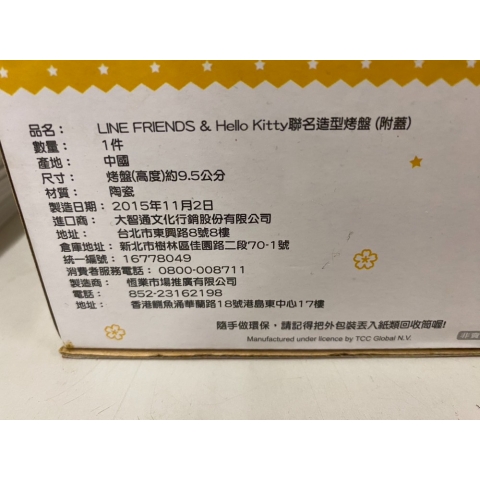 品名： LINE FRIENDS & Hello Kitty聯名造型烤盤 (附蓋)
數量： 1件
產地： 中國
尺寸： 烤盤(高度)約9.5公分
材質： 陶瓷
製造日期： 2015年11月2日
進口商： 大智通文化行銷股份有限公司
地址： 台北市東興路8號8樓
倉庫地址： 新北市樹林區佳園路二段70-1號
統一編號： 16778049
消費者服務電話： 0800-008711
製造商： 恆業市場推廣有限公司
電話： 852-23162198
地址： 香港鰂魚涌華蘭路18號港島東中心17樓
隨手做環保，請記得把外包裝丟入紙類回收筒喔!
Manufactured under licence by TCC Global N.V.